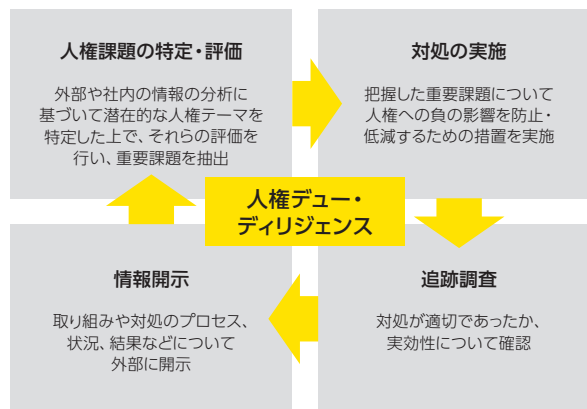 人権課題の特定・評価
外部や社内の情報の分析に
基づいて潜在的な人権テーマを
特定した上で、それらの評価を
行い、重要課題を抽出
対処の実施
把握した重要課題について
人権への負の影響を防止・
低減するための措置を実施
人権デュー・
ディリジェンス
情報開示
取り組みや対処のプロセス、
状況、結果などについて
外部に開示
追跡調査
対処が適切であったか、
実効性について確認